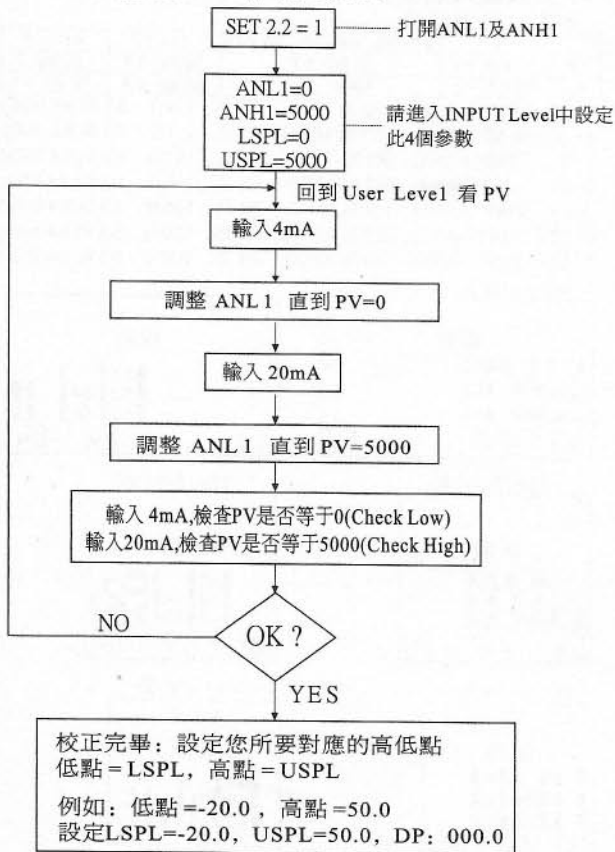 SET 2.2 = 1
打開ANL1及ANH1
ANL1=0
ANH1=5000
LSPL=0
USPL=5000
請進入INPUT Level中設定
此4個參數
回到 User Level 看 PV
輸入4mA
調整 ANL 1 直到 PV=0
輸入 20mA
調整 ANL 1 直到 PV=5000
輸入 4mA,檢查PV是否等于0(Check Low)
輸入20mA,檢查PV是否等于5000(Check High)
NO
OK ?
YES
校正完畢：設定您所要對應的高低點
低點 = LSPL, 高點 = USPL
例如：低點 =-20.0 , 高點 =50.0
設定LSPL=-20.0, USPL=50.0, DP: 000.0